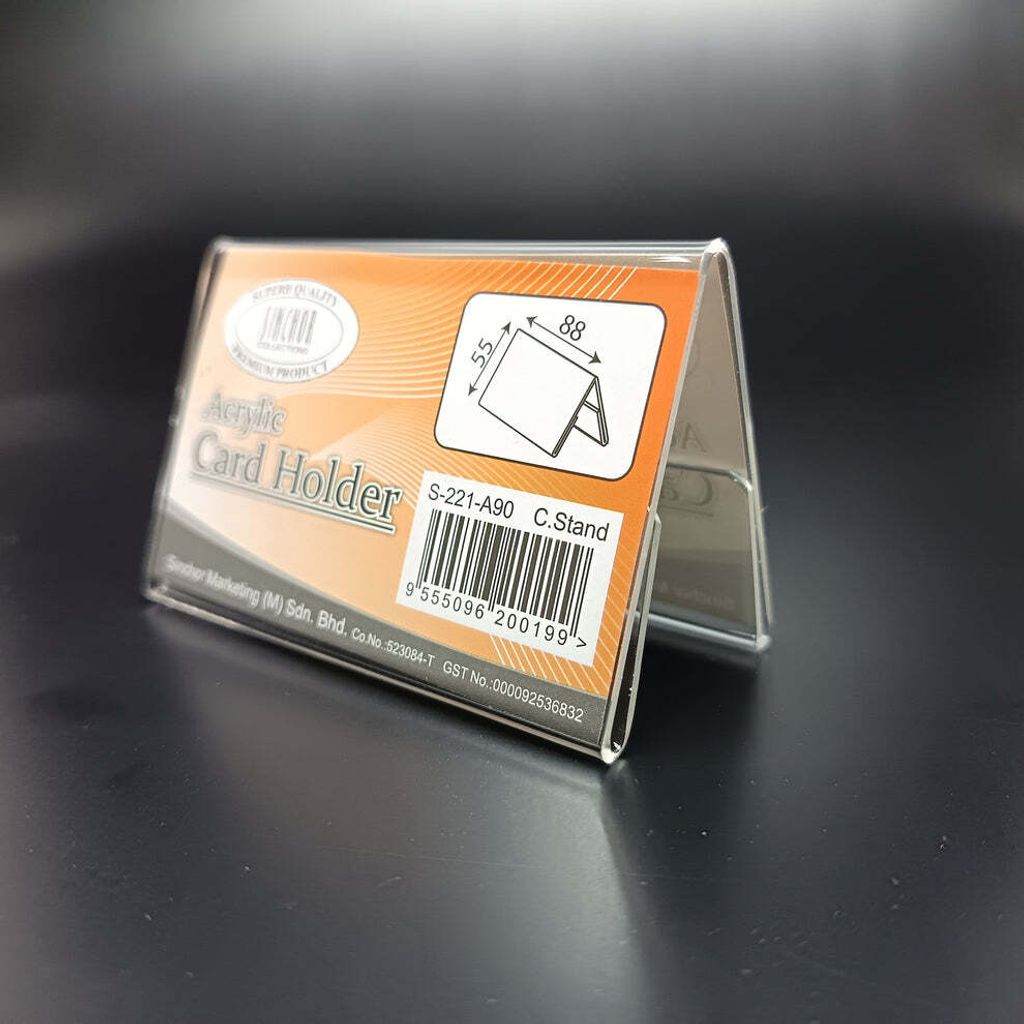 SUPERB QUALITY
SINCHOR
COLLECTIONS
PREMIUM PRODUCT
88
55
Acrylic
Card Holder
S-221-A90 C.Stand
9 555096 200199 >
Sinchor Marketing (M) Sdn. Bhd. Co.No.:523084-T GST No.:000092536832